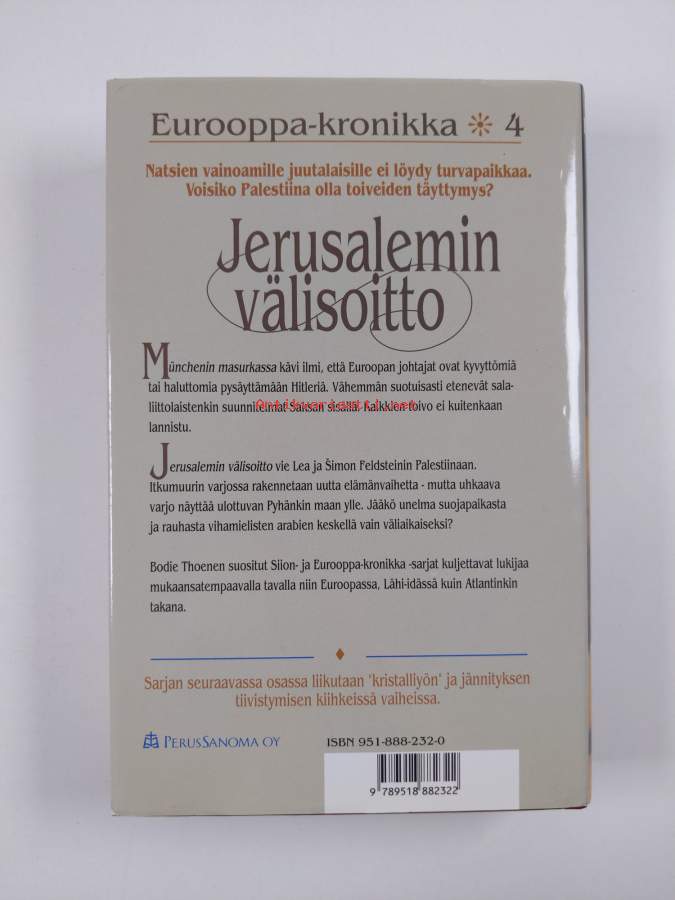 Eurooppa-kronikka ☼ 4
Natsien vainoamille juutalaisille ei löydy turvapaikkaa.
Voisiko Palestiina olla toiveiden täyttymys?
Jerusalemin
välisoitto
Münchenin masurkassa kävi ilmi, että Euroopan johtajat ovat kyvyttömiä
tai haluttomia pysäyttämään Hitleriä. Vähemmän suotuisasti etenevät sala-
liittolaistenkin suunnitelmat Saksan sisällä. Kaikkien toivo ei kuitenkaan
Antikvariaatti.net
lannistu.
Jerusalemin välisoitto vie Lea ja Šimon Feldsteinin Palestiinaan.
Itkumuurin varjossa rakennetaan uutta elämänvaihetta - mutta uhkaava
varjo näyttää ulottuvan Pyhänkin maan ylle. Jääkö unelma suojapaikasta
ja rauhasta vihamielisten arabien keskellä vain väliaikaiseksi?
Bodie Thoenen suositut Siion- ja Eurooppa-kronikka -sarjat kuljettavat lukijaa
mukaansatempaavalla tavalla niin Euroopassa, Lähi-idässä kuin Atlantinkin
takana.
Sarjan seuraavassa osassa liikutaan 'kristalliyön' ja jännityksen
tiivistymisen kiihkeissä vaiheissa.
PERUSSANOMA OY
ISBN 951-888-232-0
9 789518 882322